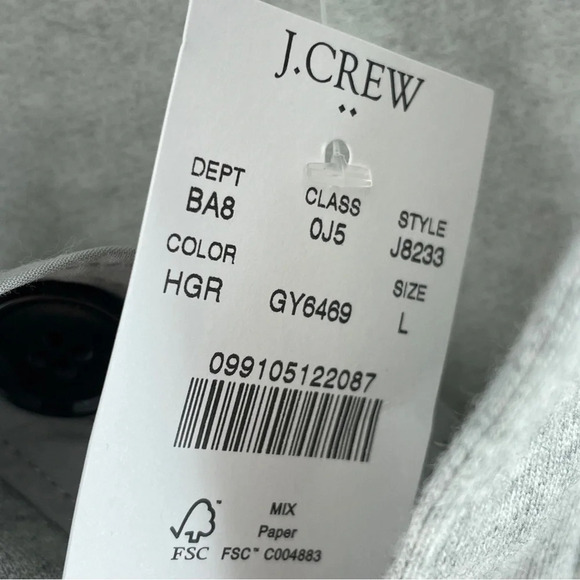 J.CREW
DEPT CLASS STYLE
BA8 0J5 J8233
COLOR SIZE
HGR GY6469 L
099105122087
MIX
Paper
FSC FSC™ C004883